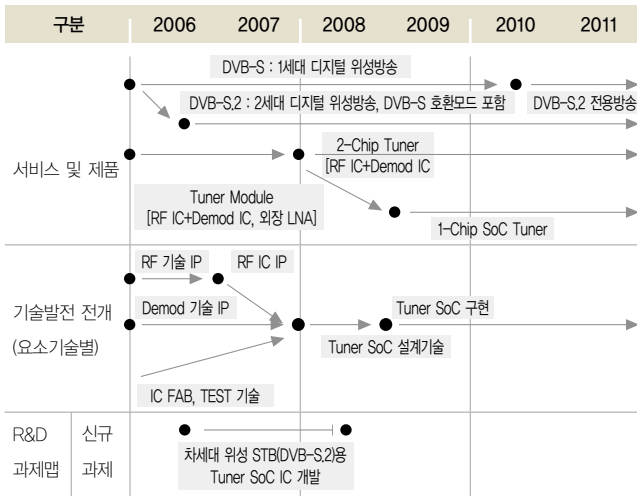 구분 2006 2007 2008 2009 2010 2011
DVB-S : 1세대 디지털 위성방송
DVB-S.2 : 2세대 디지털 위성방송, DVB-S 호환모드 포함
DVB-S.2 전용방송
서비스 및 제품
2-Chip Tuner
[RF IC+Demod IC
Tuner Module
[RF IC+Demod IC, 외장 LNA]
1-Chip SoC Tuner
기술발전 전개
(요소기술별)
RF 기술 IP
RF IC IP
Demod 기술 IP
Tuner SoC 구현
Tuner SoC 설계기술
IC FAB, TEST 기술
R&D
과제맵
신규
과제
차세대 위성 STB(DVB-S.2)용
Tuner SoC IC 개발